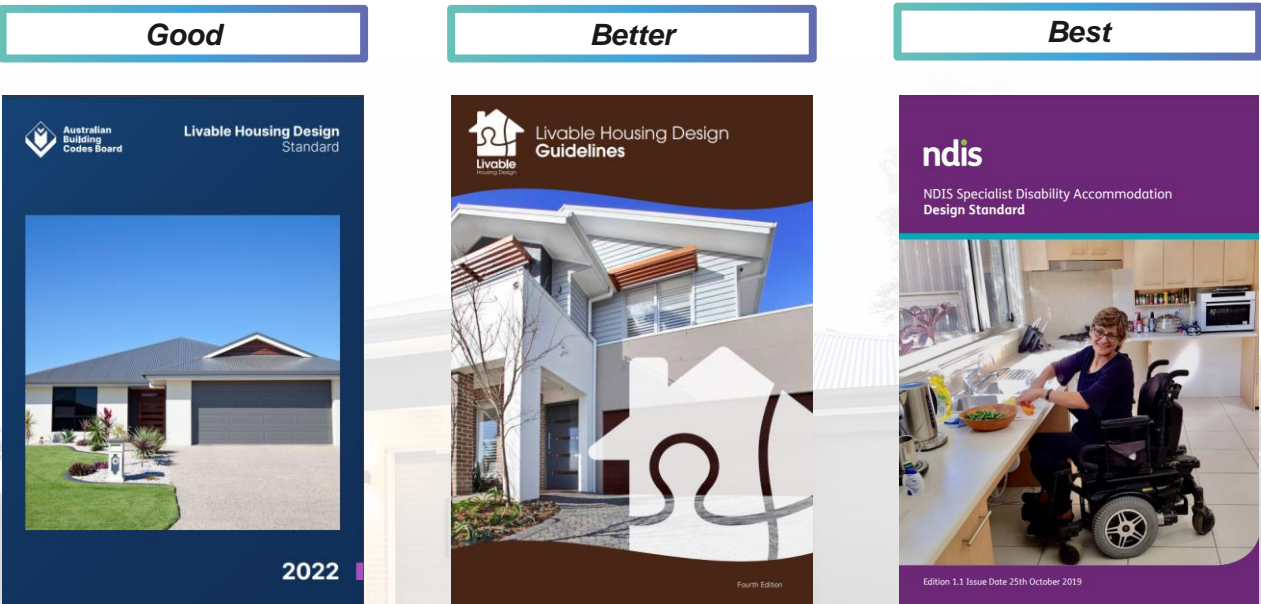 Good
Better
Best
Australian
Building
Codes Board
Livable Housing Design
Standard
2022
Livable
Housing Design
Livable Housing Design
Guidelines
Fourth Edition
ndis
NDIS Specialist Disability Accommodation
Design Standard
Edition 1.1 Issue Date 25th October 2019